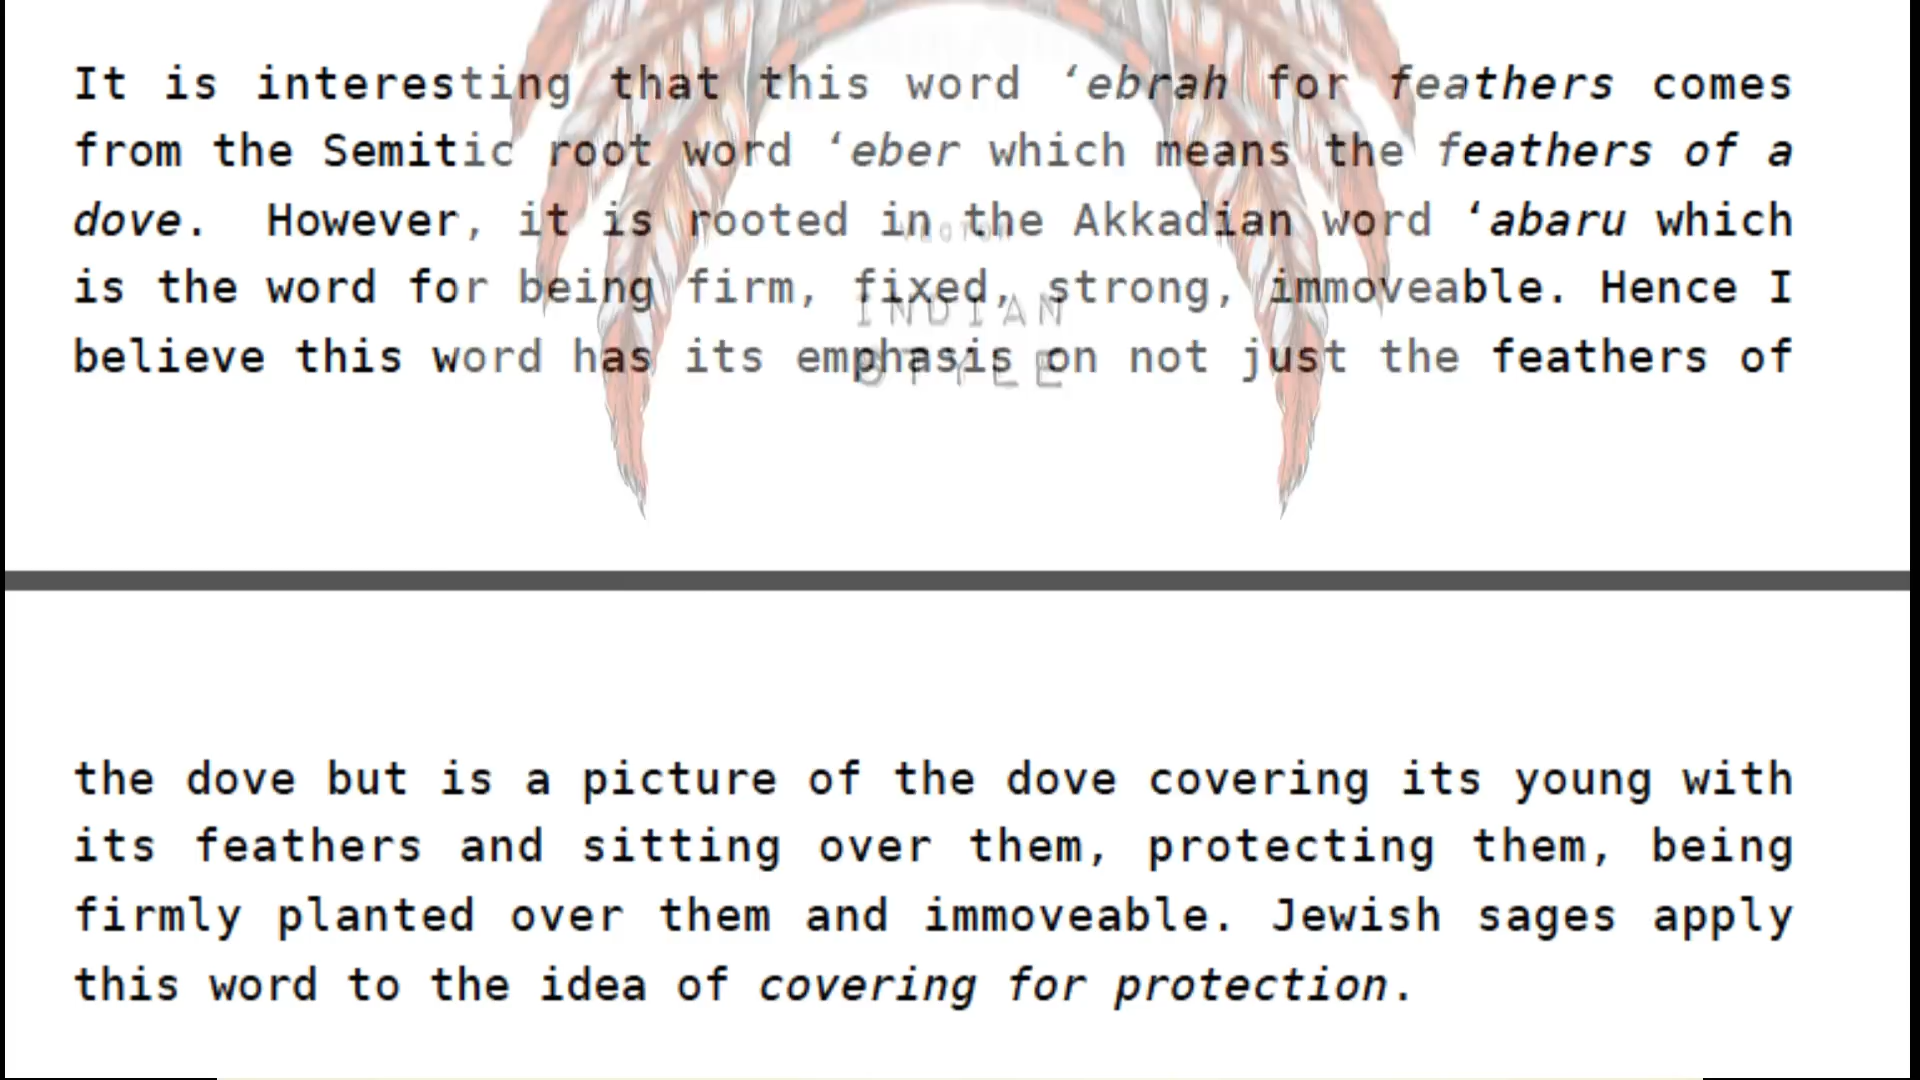 It is interesting that this word ‘ebrah for feathers comes
from the Semitic root word ‘eber which means the feathers of a
dove. However, it is rooted in the Akkadian word ‘abaru which
VECTOR
is the word for being firm, fixed, strong, immoveable. Hence I
INDIAN
believe this word has its emphasis on not just the feathers of
STYLE
the dove but is a picture of the dove covering its young with
its feathers and sitting over them, protecting them, being
firmly planted over them and immoveable. Jewish sages apply
this word to the idea of covering for protection.